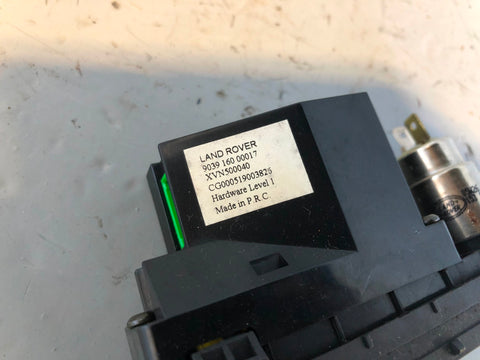 LAND ROVER
9039 160 00017
XVN500040
CG000519003826
Hardware Level 1
Made in P.R.C.